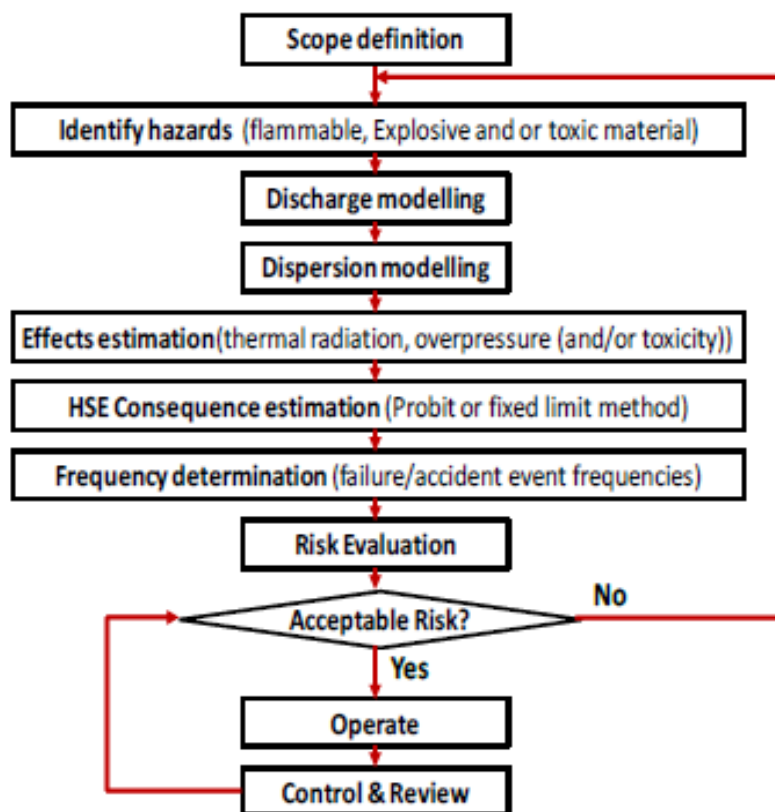 Scope definition
Identify hazards (flammable, Explosive and or toxic material)
Discharge modelling
Dispersion modelling
Effects estimation(thermal radiation, overpressure (and/or toxicity))
HSE Consequence estimation (Probit or fixed limit method)
Frequency determination (failure/accident event frequencies)
Risk Evaluation
Acceptable Risk?
No
Yes
Operate
Control & Review